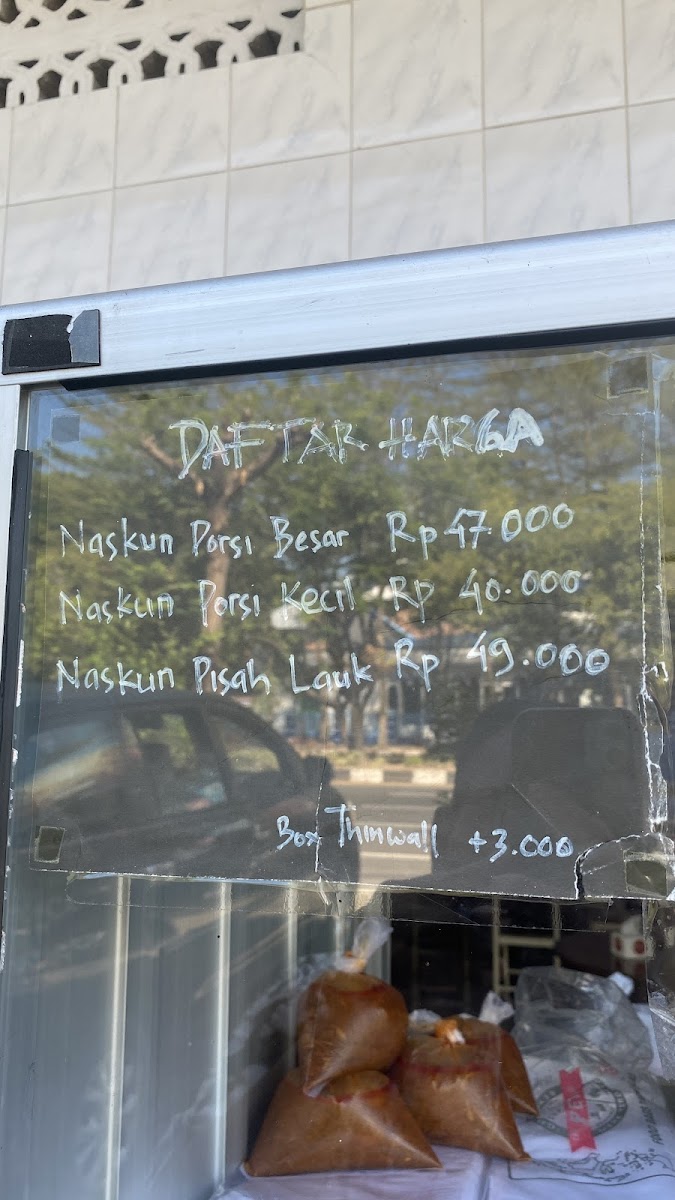 DAFTAR HARGA
Naskun Porsi Besar Rp 47.000
Naskun Porsi Kecil Rp 40.000
Naskun Pisah Lauk Rp 49.000
Box Thinwall +3.000